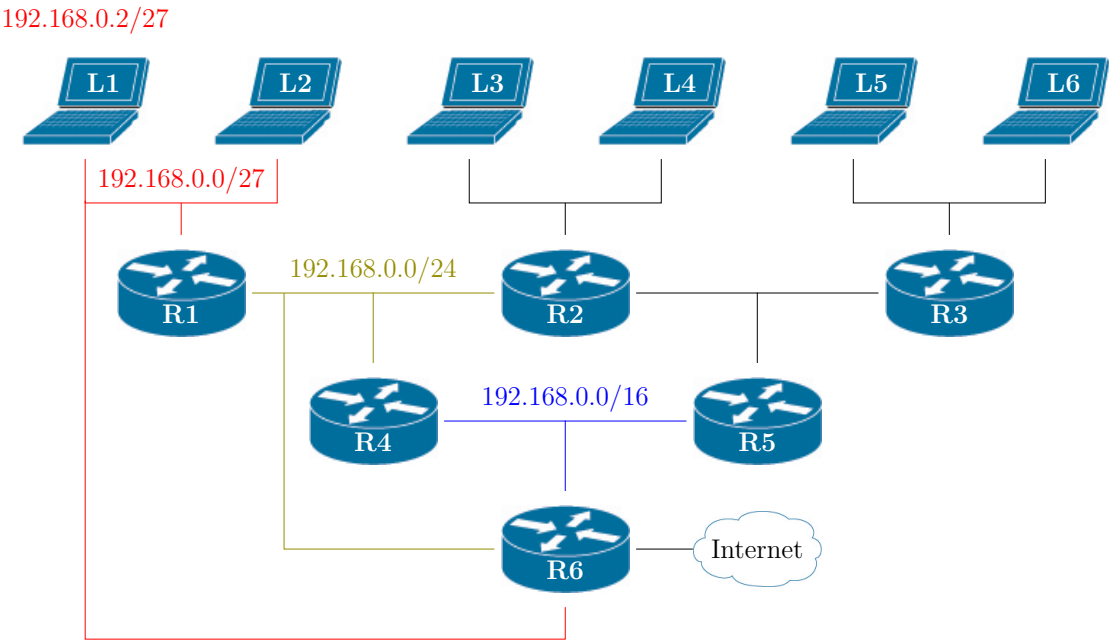 192.168.0.2/27
L1
L2
L3
L4
L5
L6
192.168.0.0/27
192.168.0.0/24
R1
R2
R3
192.168.0.0/16
R4
R5
Internet
R6